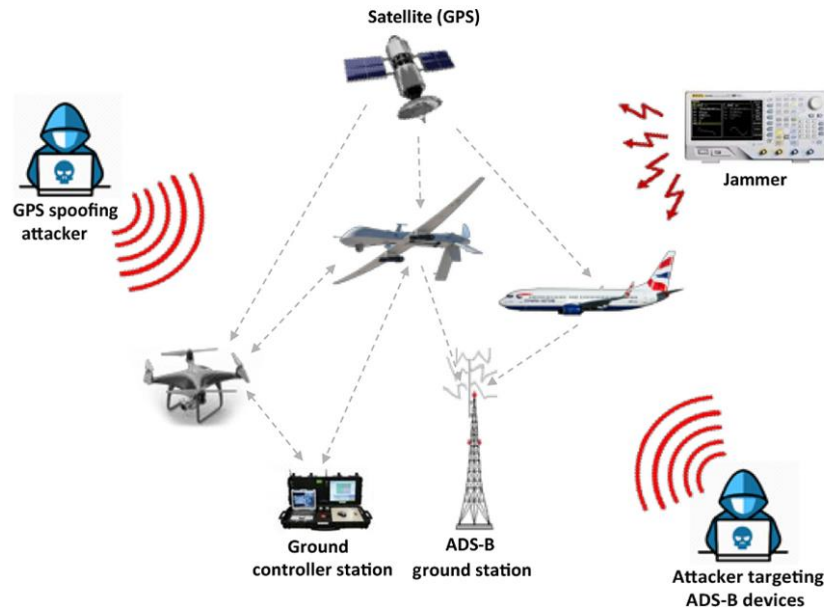 Satellite (GPS)
GPS spoofing
attacker
Jammer
Ground
controller station
ADS-B
ground station
Attacker targeting
ADS-B devices